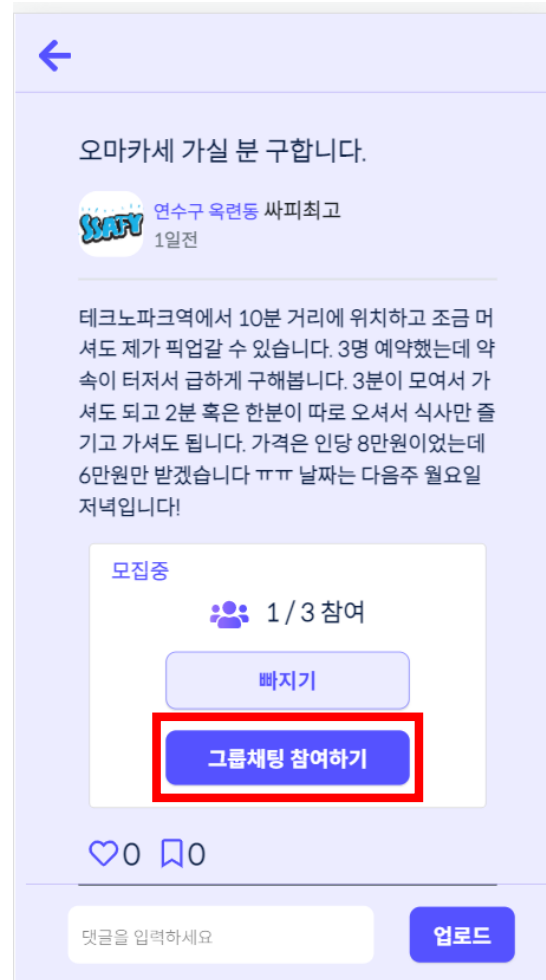 오마카세 가실 분 구합니다.
SSAFY
연수구 옥련동 싸피최고
1일전
테크노파크역에서 10분 거리에 위치하고 조금 머
셔도 제가 픽업갈 수 있습니다. 3명 예약했는데 약
속이 터저서 급하게 구해봅니다. 3분이 모여서 가
셔도 되고 2분 혹은 한분이 따로 오셔서 식사만 즐
기고 가셔도 됩니다. 가격은 인당 8만원이었는데
6만원만 받겠습니다 ㅠㅠ 날짜는 다음주 월요일
저녁입니다!
모집중
1 / 3 참여
빠지기
그룹채팅 참여하기
0 0
댓글을 입력하세요
업로드